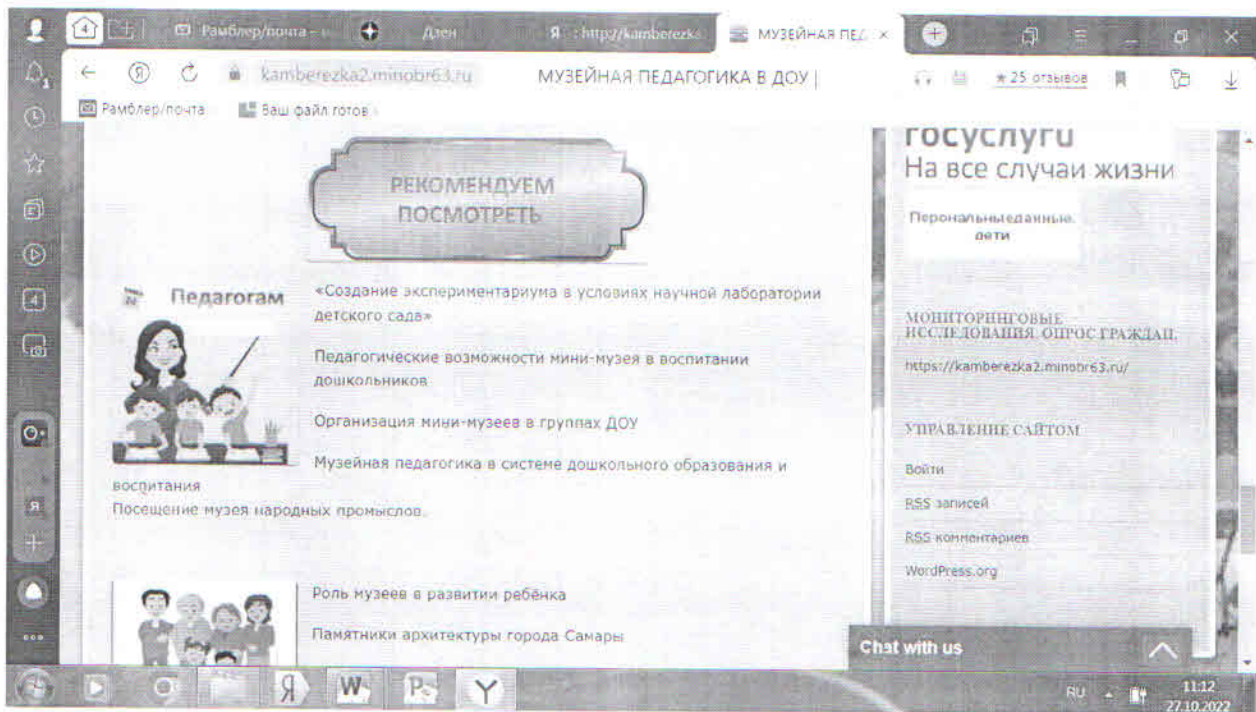 4
Рамблер/почта –
Дзен
Я : http://kamberezka
МУЗЕЙНАЯ ПЕД ×
kamberezka2.minobr63.ru
МУЗЕЙНАЯ ПЕДАГОГИКА В ДОУ |
★ 25 отзывов
Рамблер/почта
Ваш файл готов
РЕКОМЕНДУЕМ
ПОСМОТРЕТЬ
Педагогам
«Создание экспериментариума в условиях научной лаборатории
детского сада»
Педагогические возможности мини-музея в воспитании
дошкольников
Организация мини-музеев в группах ДОУ
Музейная педагогика в системе дошкольного образования и
воспитания
Посещение музея народных промыслов.
Роль музеев в развитии ребёнка
Памятники архитектуры города Самары
госуслуги
На все случаи жизни
Перональныеданные.
дети
МОНИТОРИНГОВЫЕ
ИССЛЕДОВАНИЯ. ОПРОС ГРАЖДАН.
https://kamberezka2.minobr63.ru/
УПРАВЛЕНИЕ САЙТОМ
Войти
RSS записей
RSS комментариев
WordPress.org
Chat with us
RU
11:12
27.10.2022